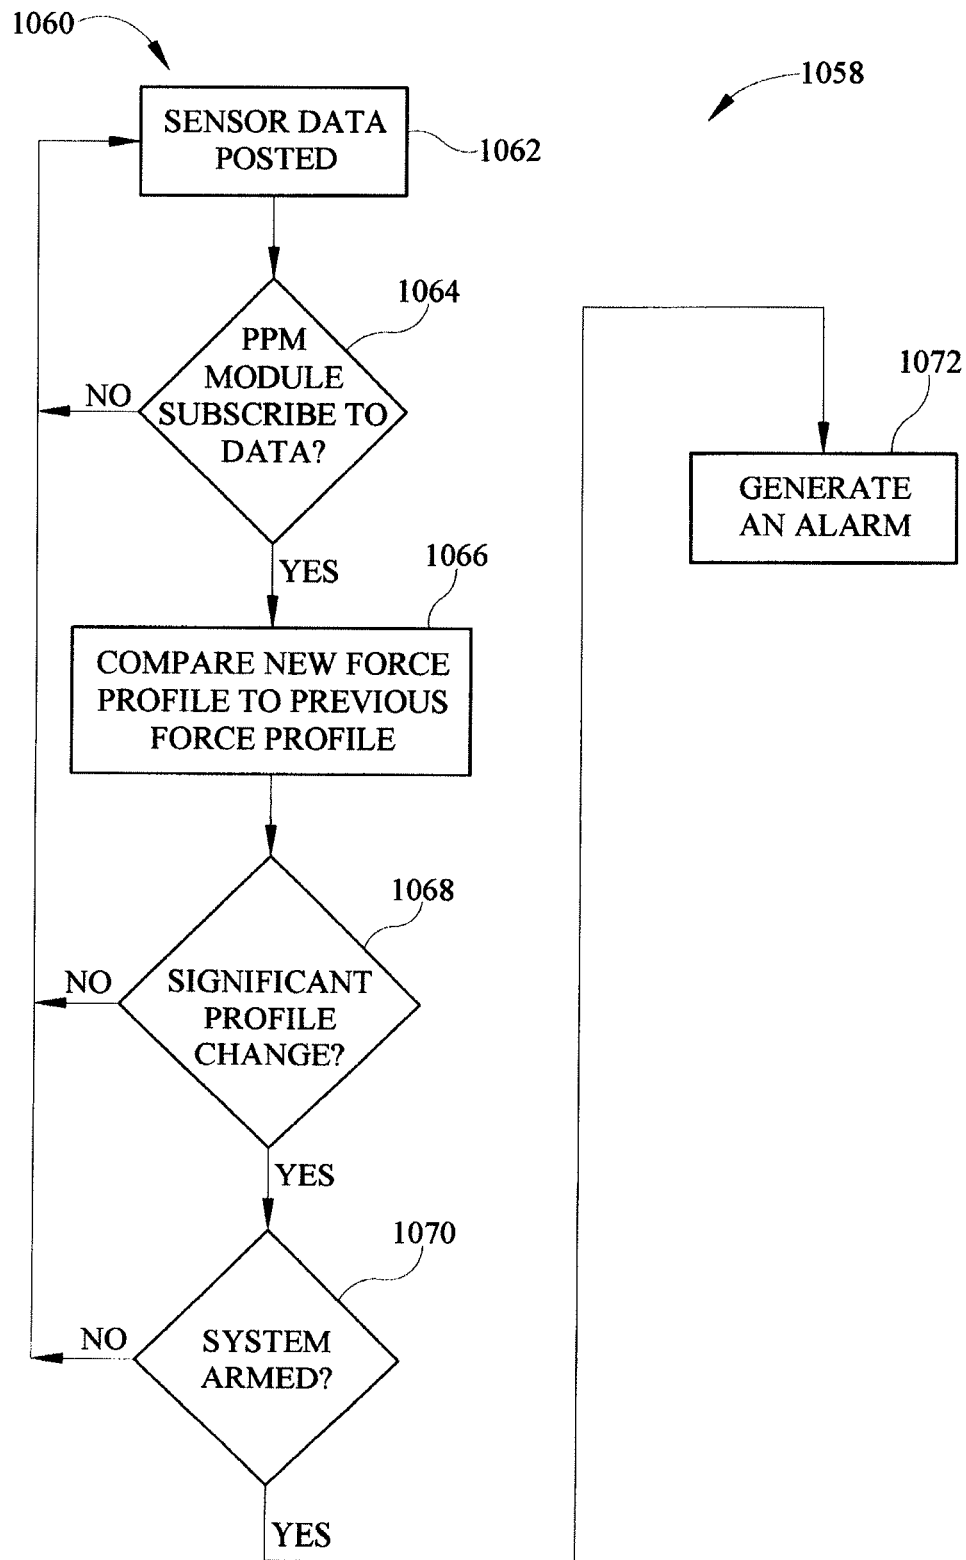 1060
1058
SENSOR DATA
POSTED
1062
1064
PPM
MODULE
SUBSCRIBE TO
DATA?
NO
YES
1066
COMPARE NEW FORCE
PROFILE TO PREVIOUS
FORCE PROFILE
1068
SIGNIFICANT
PROFILE
CHANGE?
NO
YES
1070
SYSTEM
ARMED?
NO
YES
1072
GENERATE
AN ALARM